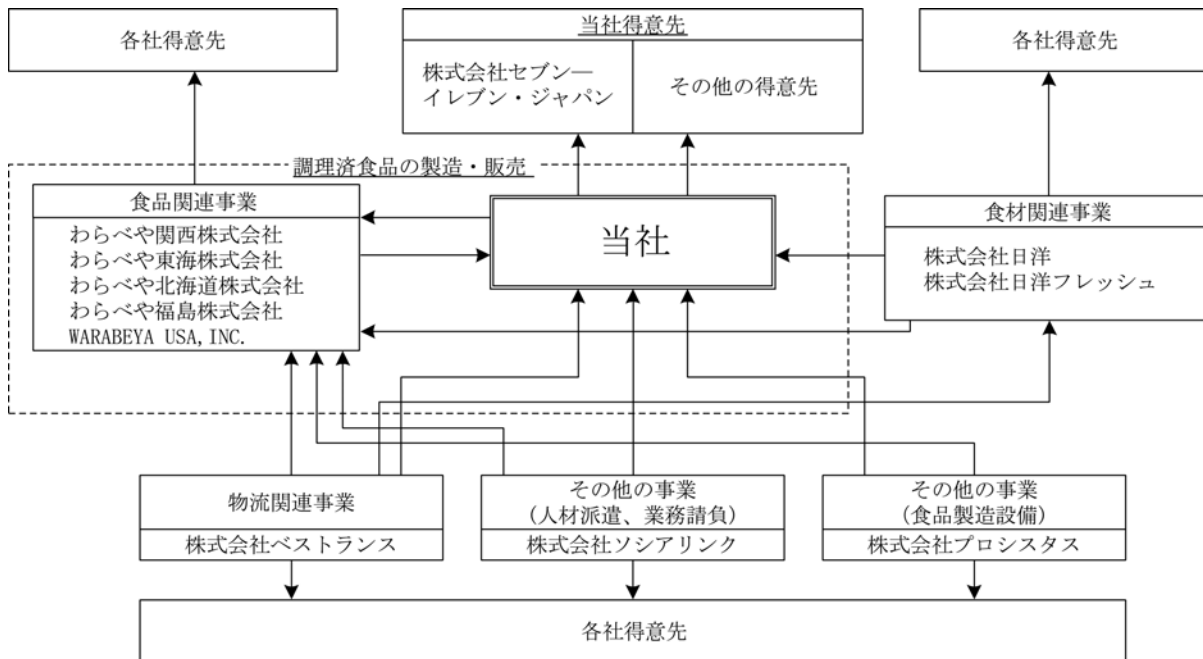 各社得意先
当社得意先
株式会社セブン―
イレブン・ジャパン
その他の得意先
各社得意先
調理済食品の製造・販売
食品関連事業
わらべや関西株式会社
わらべや東海株式会社
わらべや北海道株式会社
わらべや福島株式会社
WARABEYA USA,INC.
当社
食材関連事業
株式会社日洋
株式会社日洋フレッシュ
物流関連事業
株式会社ベストランス
その他の事業
(人材派遣、業務請負)
株式会社ソシアリンク
その他の事業
(食品製造設備)
株式会社プロシスタス
各社得意先